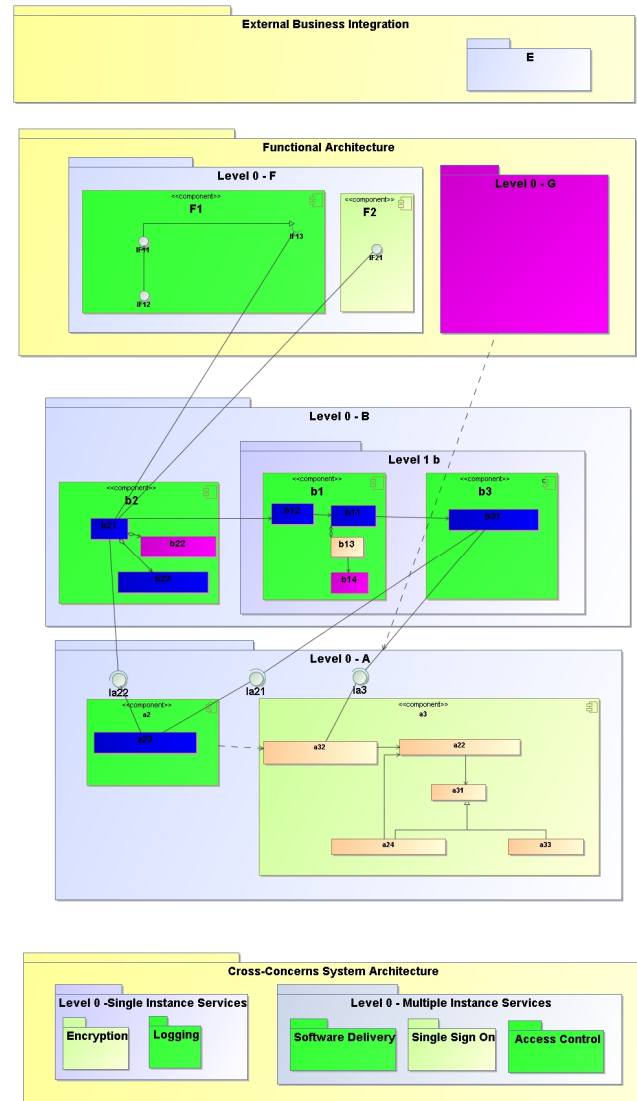 External Business Integration
E
Functional Architecture
Level 0 - F
Level 0 - G
<<component>>
F1
<<component>>
F2
IF13
IF11
IF21
IF12
Level 0 - B
Level 1 b
<<component>>
b2
<<component>>
b1
<<component>>
b3
b12
b11
b31
b22
b13
b14
Level 0 - A
Ia22
Ia21
Ia3
<<component>>
a2
<<component>>
a3
a32
a22
a31
a24
a33
Cross-Concerns System Architecture
Level 0 -Single Instance Services
Level 0 - Multiple Instance Services
Encryption
Logging
Software Delivery
Single Sign On
Access Control